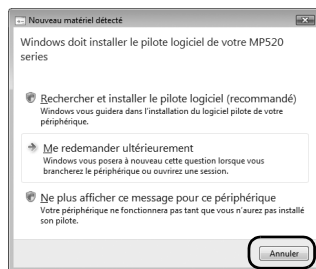 Nouveau matériel détecté
Windows doit installer le pilote logiciel de votre MP520
series
Rechercher et installer le pilote logiciel (recommandé)
Windows vous guidera dans l'installation du logiciel pilote de votre
périphérique.
Me redemander ultérieurement
Windows vous posera à nouveau cette question lorsque vous
brancherez le périphérique ou ouvrirez une session.
Ne plus afficher ce message pour ce périphérique
Votre périphérique ne fonctionnera pas tant que vous n'aurez pas installé
son pilote.
Annuler